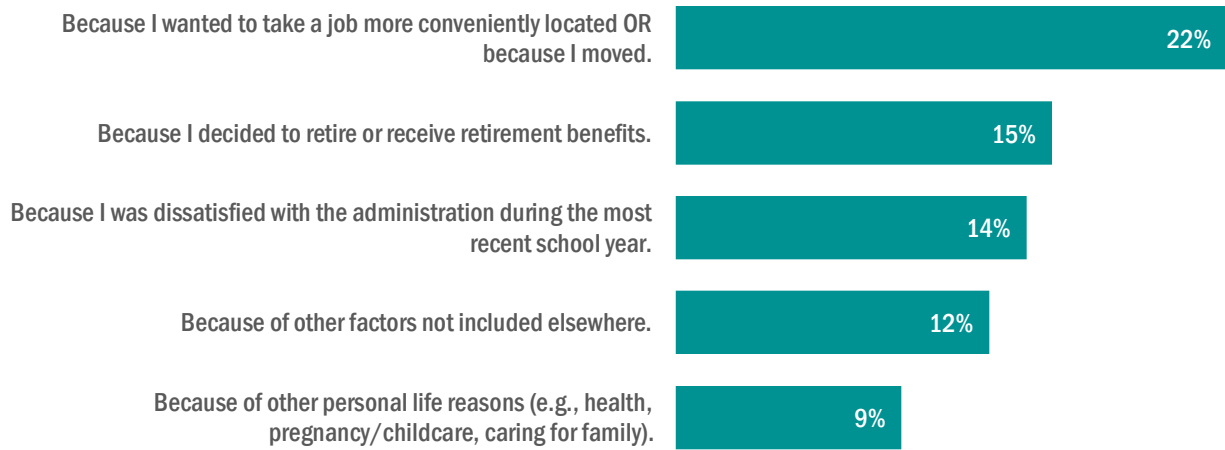 Because I wanted to take a job more conveniently located OR
because I moved.
22%
Because I decided to retire or receive retirement benefits.
15%
Because I was dissatisfied with the administration during the most
recent school year.
14%
Because of other factors not included elsewhere.
12%
Because of other personal life reasons (e.g., health,
pregnancy/childcare, caring for family).
9%